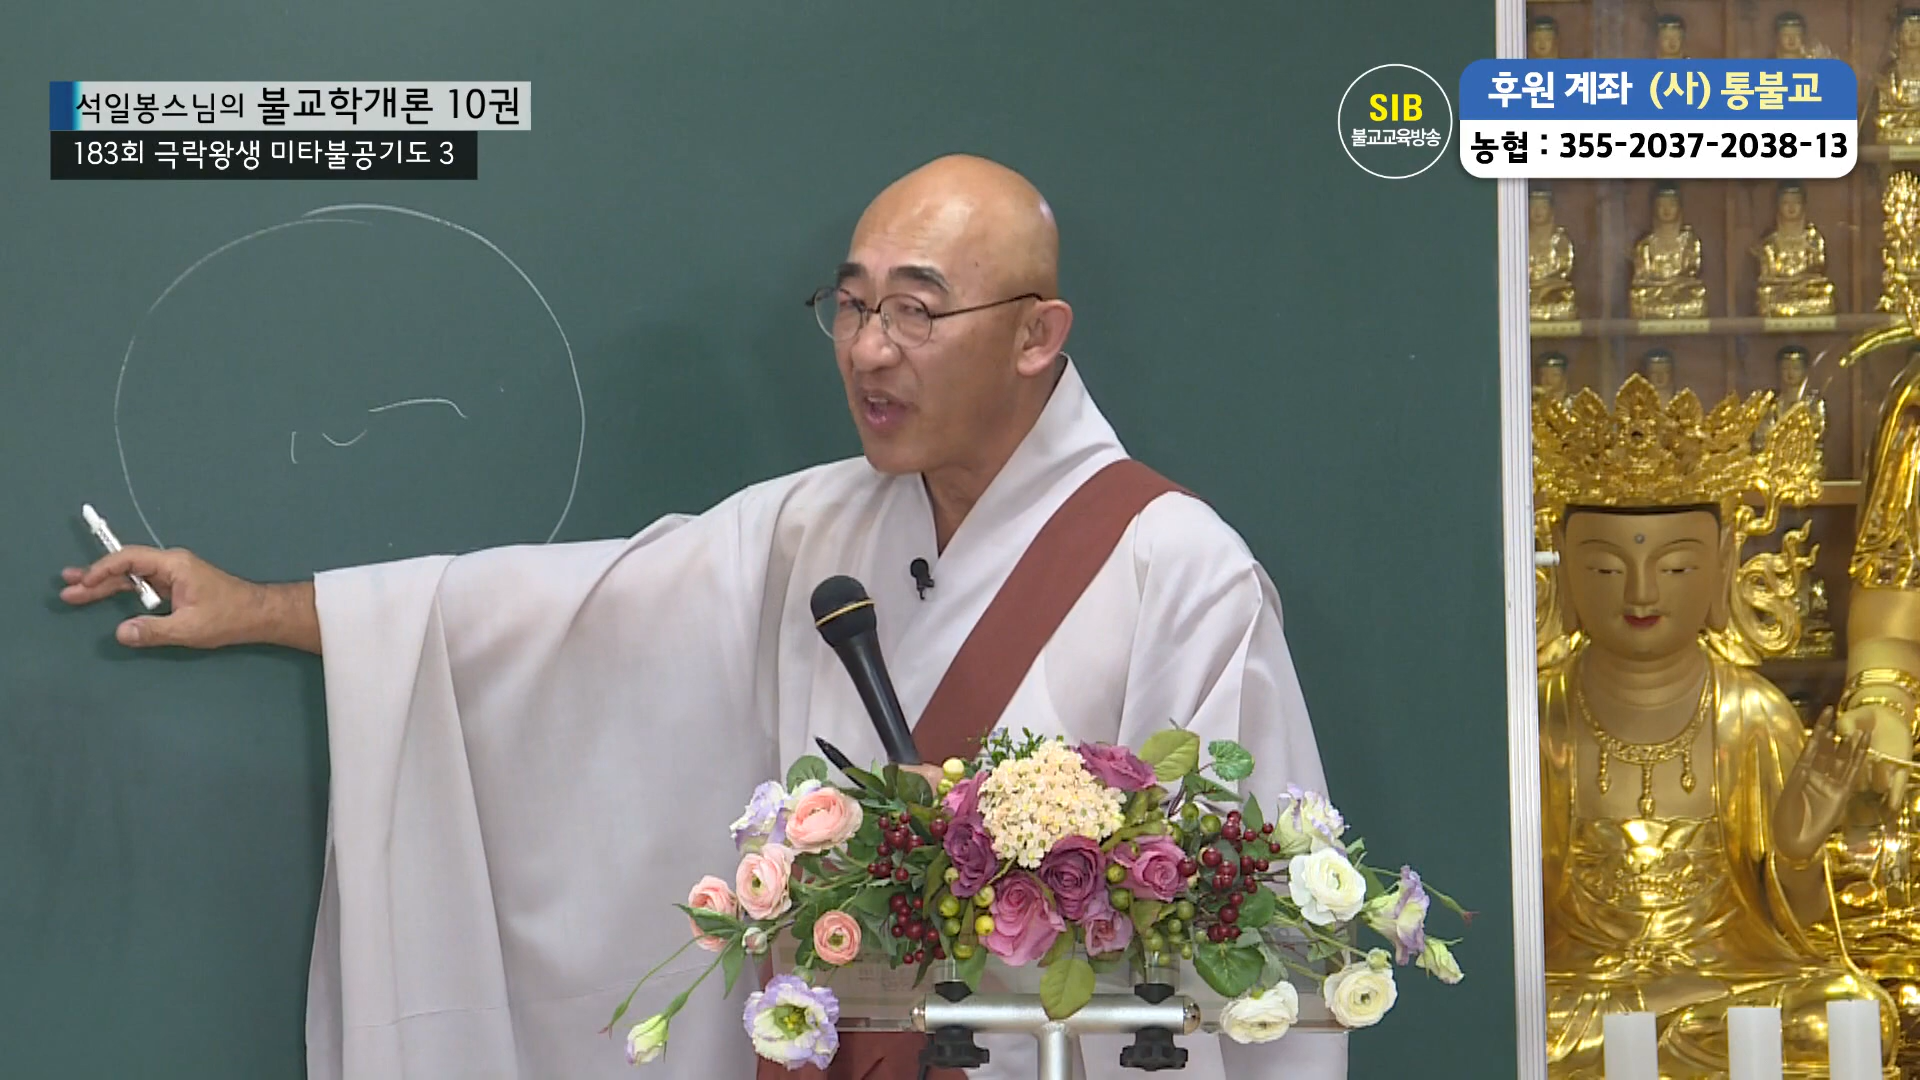 석일봉스님의 불교학개론 10권
183회 극락왕생 미타불공기도 3
SIB
불교교육방송
후원 계좌 (사) 통불교
농협 : 355-2037-2038-13